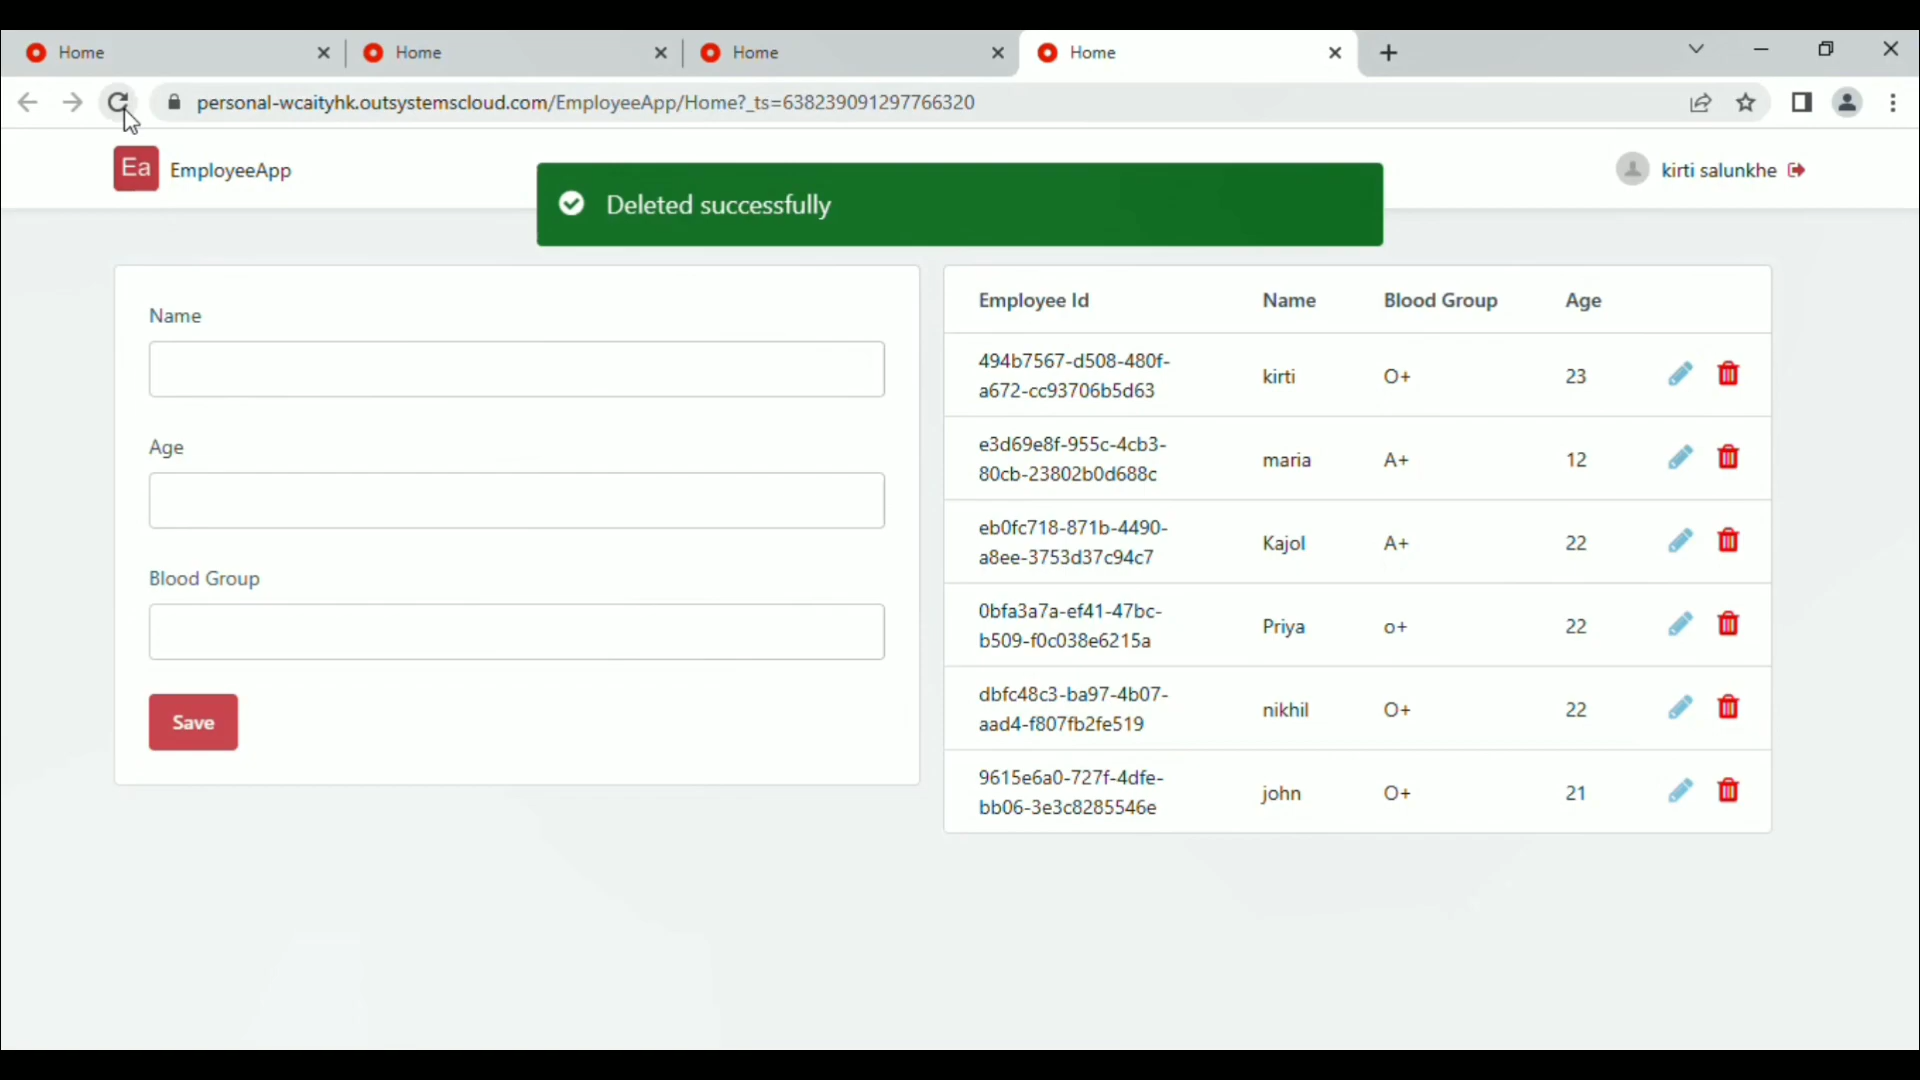 Home
Home
Home
Home
personal-wcaityhk.outsystemscloud.com/EmployeeApp/Home?_ts=638239091297766320
Ea
EmployeeApp
Deleted successfully
kirti salunkhe
Name
Age
Blood Group
Save
Employee Id Name Blood Group Age
494b7567-d508-480f-
a672-cc93706b5d63 kirti O+ 23
e3d69e8f-955c-4cb3-
80cb-23802b0d688c maria A+ 12
eb0fc718-871b-4490-
a8ee-3753d37c94c7 Kajol A+ 22
0bfa3a7a-ef41-47bc-
b509-f0c038e6215a Priya o+ 22
dbfc48c3-ba97-4b07-
aad4-f807fb2fe519 nikhil O+ 22
9615e6a0-727f-4dfe-
bb06-3e3c8285546e john O+ 21